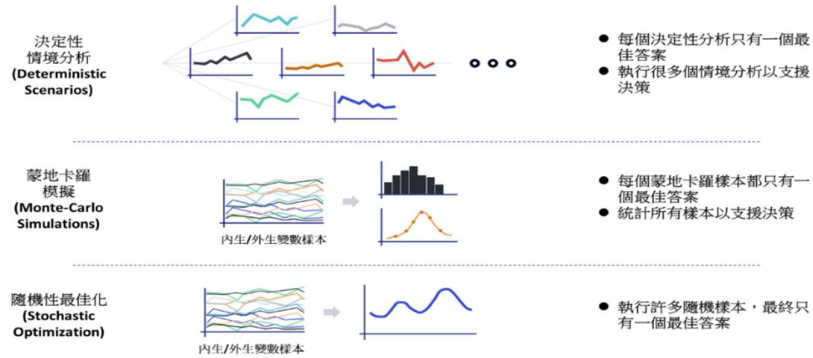 決定性
情境分析
(Deterministic
Scenarios)
● 每個決定性分析只有一個最
佳答案
● 執行很多個情境分析以支援
決策
蒙地卡羅
模擬
(Monte-Carlo
Simulations)
內生/外生變數樣本
● 每個蒙地卡羅樣本都只有一
個最佳答案
● 統計所有樣本以支援決策
隨機性最佳化
(Stochastic
Optimization)
內生/外生變數樣本
● 執行許多隨機樣本，最終只
有一個最佳答案